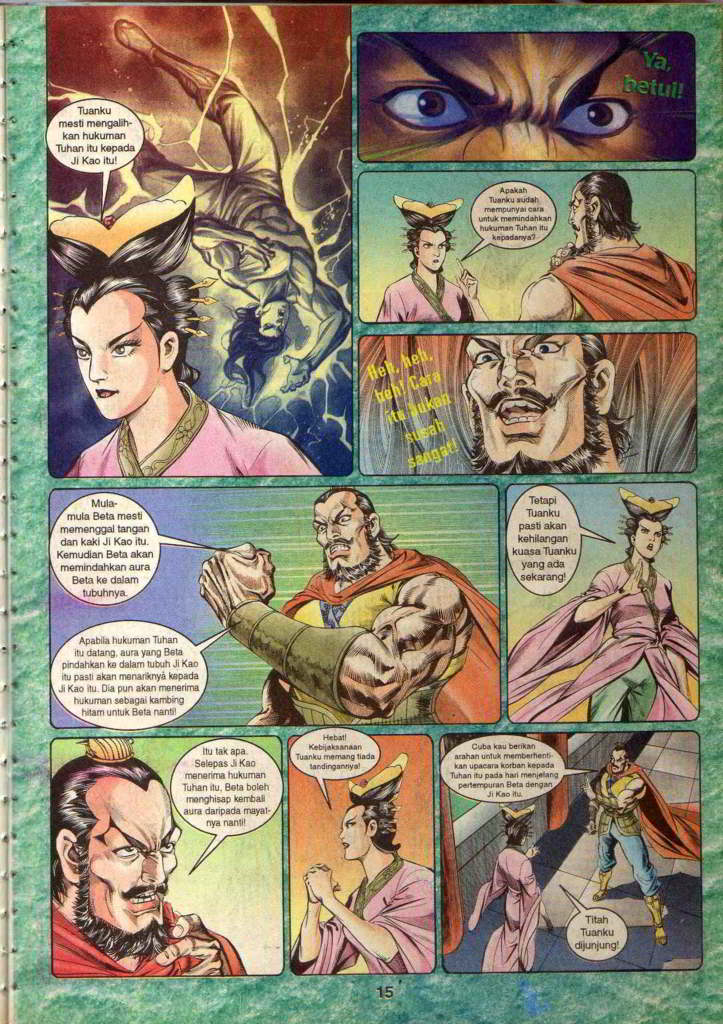 Tuanku
mesti mengalih-
kan hukuman
Tuhan itu kepada
Ji Kao itu!
Ya,
betul!
Apakah
Tuanku sudah
mempunyai cara
untuk memindahkan
hukuman Tuhan itu
kepadanya?
Heh, heh,
heh! Cara
itu bukan
susah
sangat!
Mula-
mula Beta mesti
memenggal tangan
dan kaki Ji Kao itu.
Kemudian Beta akan
memindahkan aura
Beta ke dalam
tubuhnya.
Apabila hukuman Tuhan
itu datang, aura yang Beta
pindahkan ke dalam tubuh Ji Kao
itu pasti akan menariknya kepada
Ji Kao itu. Dia pun akan menerima
hukuman sebagai kambing
hitam untuk Beta nanti!
Tetapi
Tuanku
pasti akan
kehilangan
kuasa Tuanku
yang ada
sekarang!
Itu tak apa.
Selepas Ji Kao
menerima hukuman
Tuhan itu, Beta boleh
menghisap kembali
aura daripada mayat-
nya nanti!
Hebat!
Kebijaksanaan
Tuanku memang tiada
tandingannya!
Cuba kau berikan
arahan untuk memberhenti-
kan upacara korban kepada
Tuhan itu pada hari menjelang
pertempuran Beta dengan
Ji Kao itu.
Titah
Tuanku
dijunjung!
15